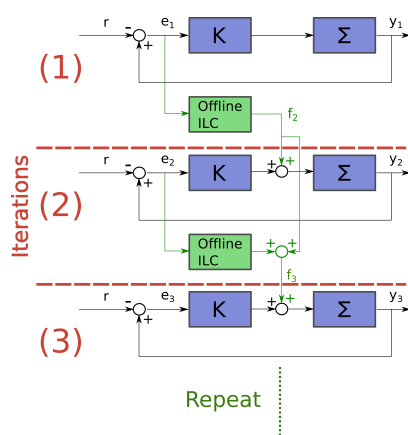 r - + e1 K Σ y1
(1)
Offline
ILC
f2
Iterations
r - + e2 K + + Σ y2
(2)
Offline
ILC
+ +
f3
r - + e3 K + + Σ y3
(3)
Repeat